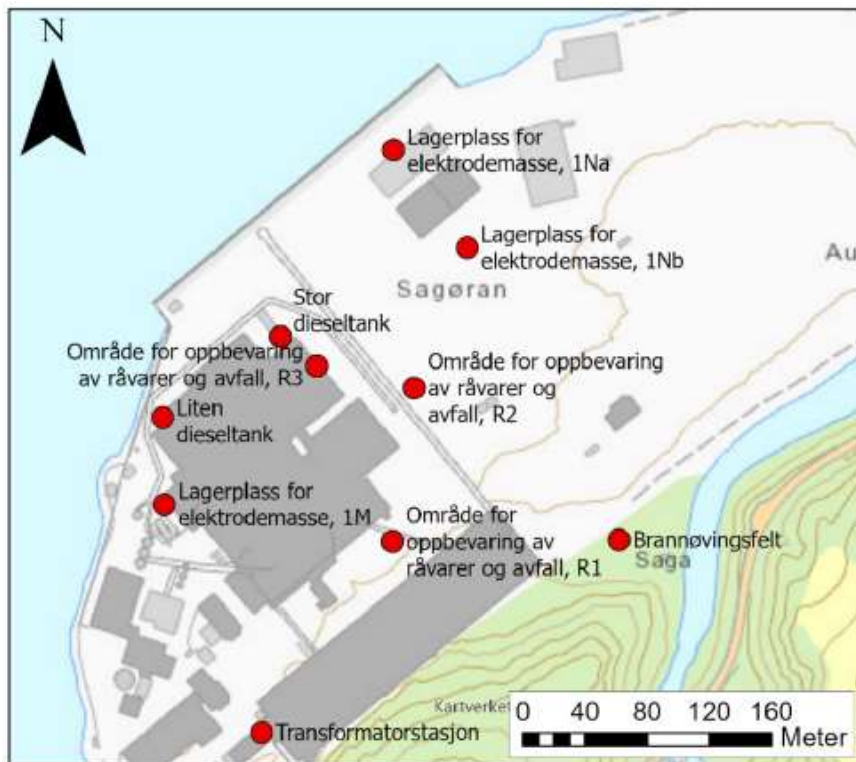 N
Lagerplass for
elektrodemasse, 1Na
Lagerplass for
elektrodemasse, 1Nb
Sagøran
Au
Stor
dieseltank
Område for oppbevaring
av råvarer og avfall, R3
Område for oppbevaring
av råvarer og
avfall, R2
Liten
dieseltank
Lagerplass for
elektrodemasse, 1M
Område for
oppbevaring av
råvarer og avfall, R1
Brannøvingsfelt
Saga
Kartverket
0 40 80 120 160
Meter
Transformatorstasjon